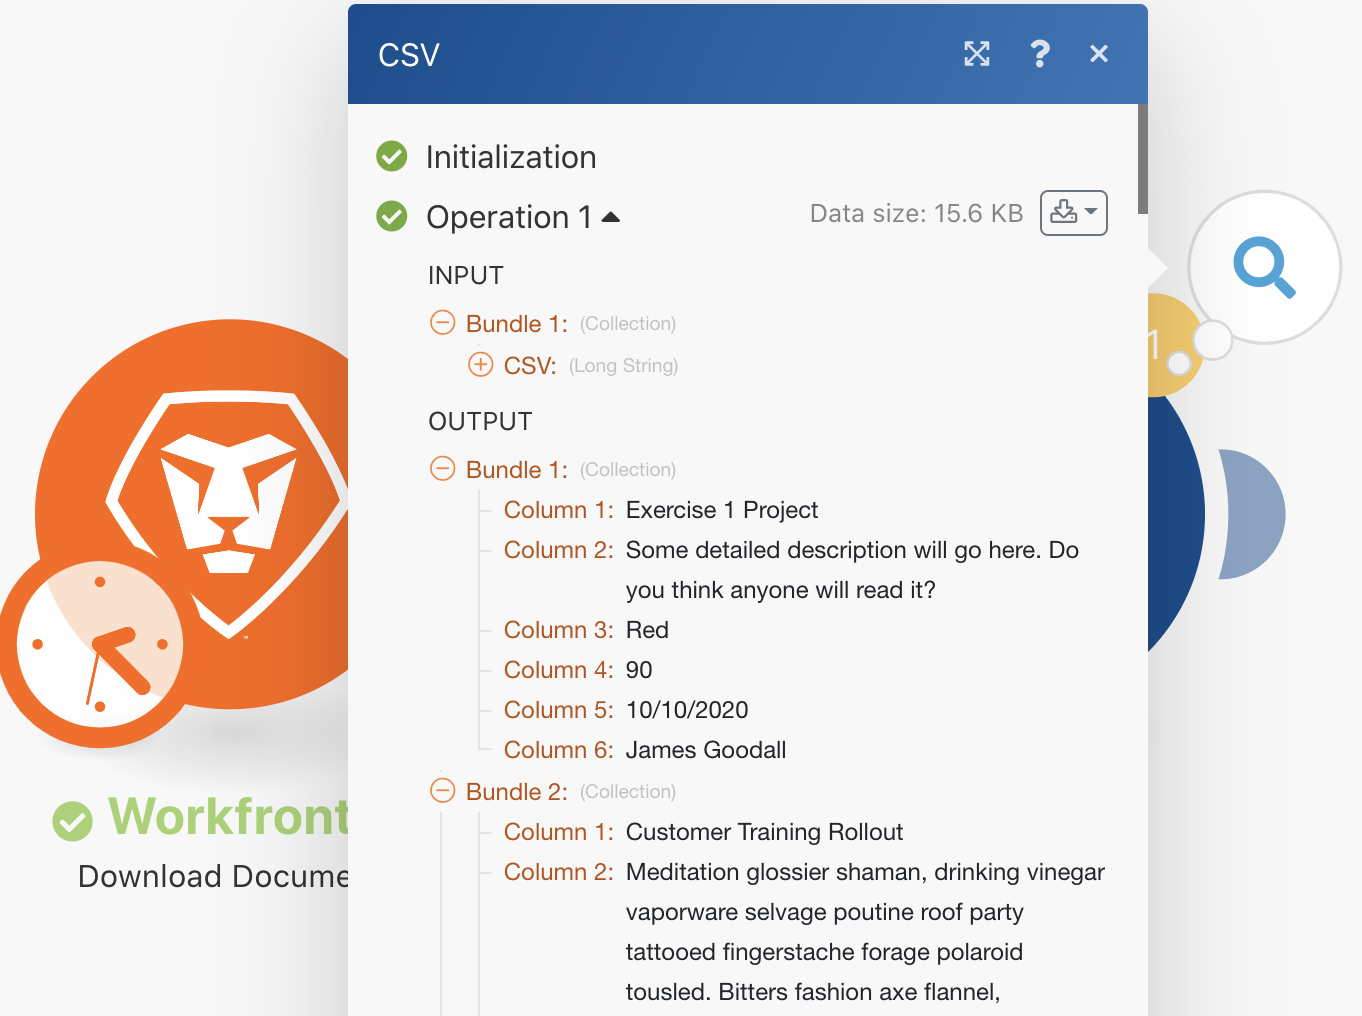 CSV
Initialization
Operation 1
Data size: 15.6 KB
INPUT
Bundle 1: (Collection)
CSV: (Long String)
OUTPUT
Bundle 1: (Collection)
Column 1: Exercise 1 Project
Column 2: Some detailed description will go here. Do
you think anyone will read it?
Column 3: Red
Column 4: 90
Column 5: 10/10/2020
Column 6: James Goodall
Bundle 2: (Collection)
Column 1: Customer Training Rollout
Column 2: Meditation glossier shaman, drinking vinegar
vaporware selvage poutine roof party
tattooed fingerstache forage polaroid
tousled. Bitters fashion axe flannel,
1
Workfront
Download Docume